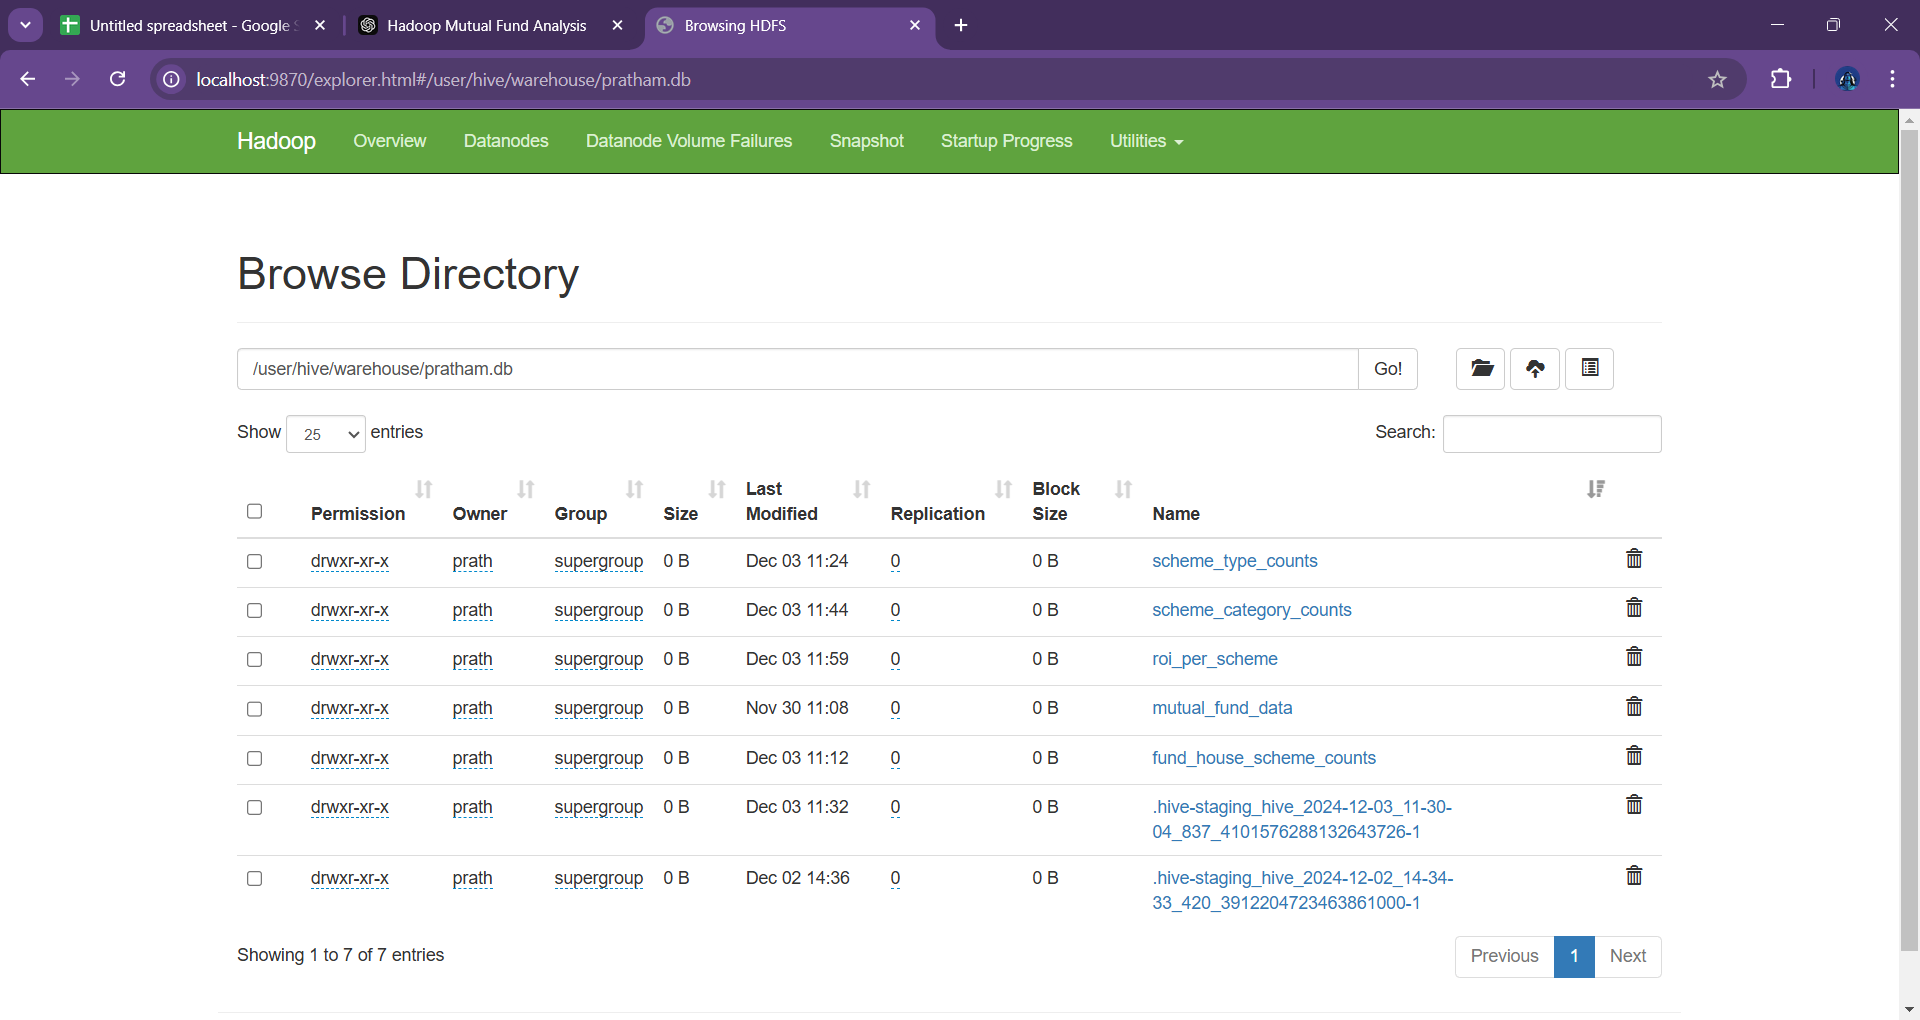 Untitled spreadsheet - Google S
Hadoop Mutual Fund Analysis
Browsing HDFS
localhost:9870/explorer.html#/user/hive/warehouse/pratham.db
Hadoop Overview Datanodes Datanode Volume Failures Snapshot Startup Progress Utilities
Browse Directory
/user/hive/warehouse/pratham.db Go!
Show 25 entries Search:
Permission Owner Group Size Last Modified Replication Block Size Name
drwxr-xr-x prath supergroup 0 B Dec 03 11:24 0 0 B scheme_type_counts
drwxr-xr-x prath supergroup 0 B Dec 03 11:44 0 0 B scheme_category_counts
drwxr-xr-x prath supergroup 0 B Dec 03 11:59 0 0 B roi_per_scheme
drwxr-xr-x prath supergroup 0 B Nov 30 11:08 0 0 B mutual_fund_data
drwxr-xr-x prath supergroup 0 B Dec 03 11:12 0 0 B fund_house_scheme_counts
drwxr-xr-x prath supergroup 0 B Dec 03 11:32 0 0 B .hive-staging_hive_2024-12-03_11-30-
04_837_4101576288132643726-1
drwxr-xr-x prath supergroup 0 B Dec 02 14:36 0 0 B .hive-staging_hive_2024-12-02_14-34-
33_420_3912204723463861000-1
Showing 1 to 7 of 7 entries Previous 1 Next